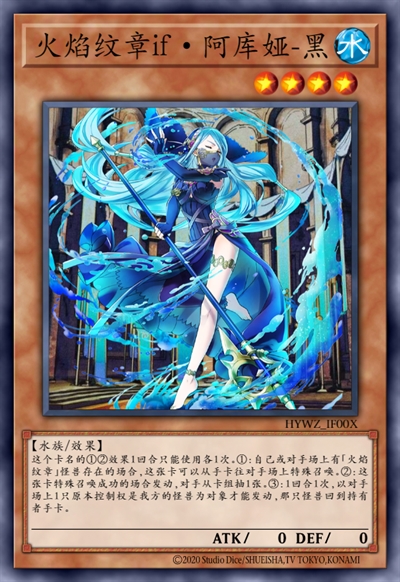 火焰纹章if·阿库娅-黑
水
HYWZ_IF00X
【水族/效果】
这个卡名的①②效果1回合只能使用各1次。①:自己或对手场上有「火焰
纹章」怪兽存在的场合,这张卡可以从手卡往对手场上特殊召唤。②:这
张卡特殊召唤成功的场合发动,对手从卡组抽1张。③:1回合1次,以对手
场上1只原本控制权是我方的怪兽为对象才能发动,那只怪兽回到持有
者手卡。
ATK/ 0 DEF/ 0
©2020 Studio Dice/SHUEISHA,TV TOKYO,KONAMI